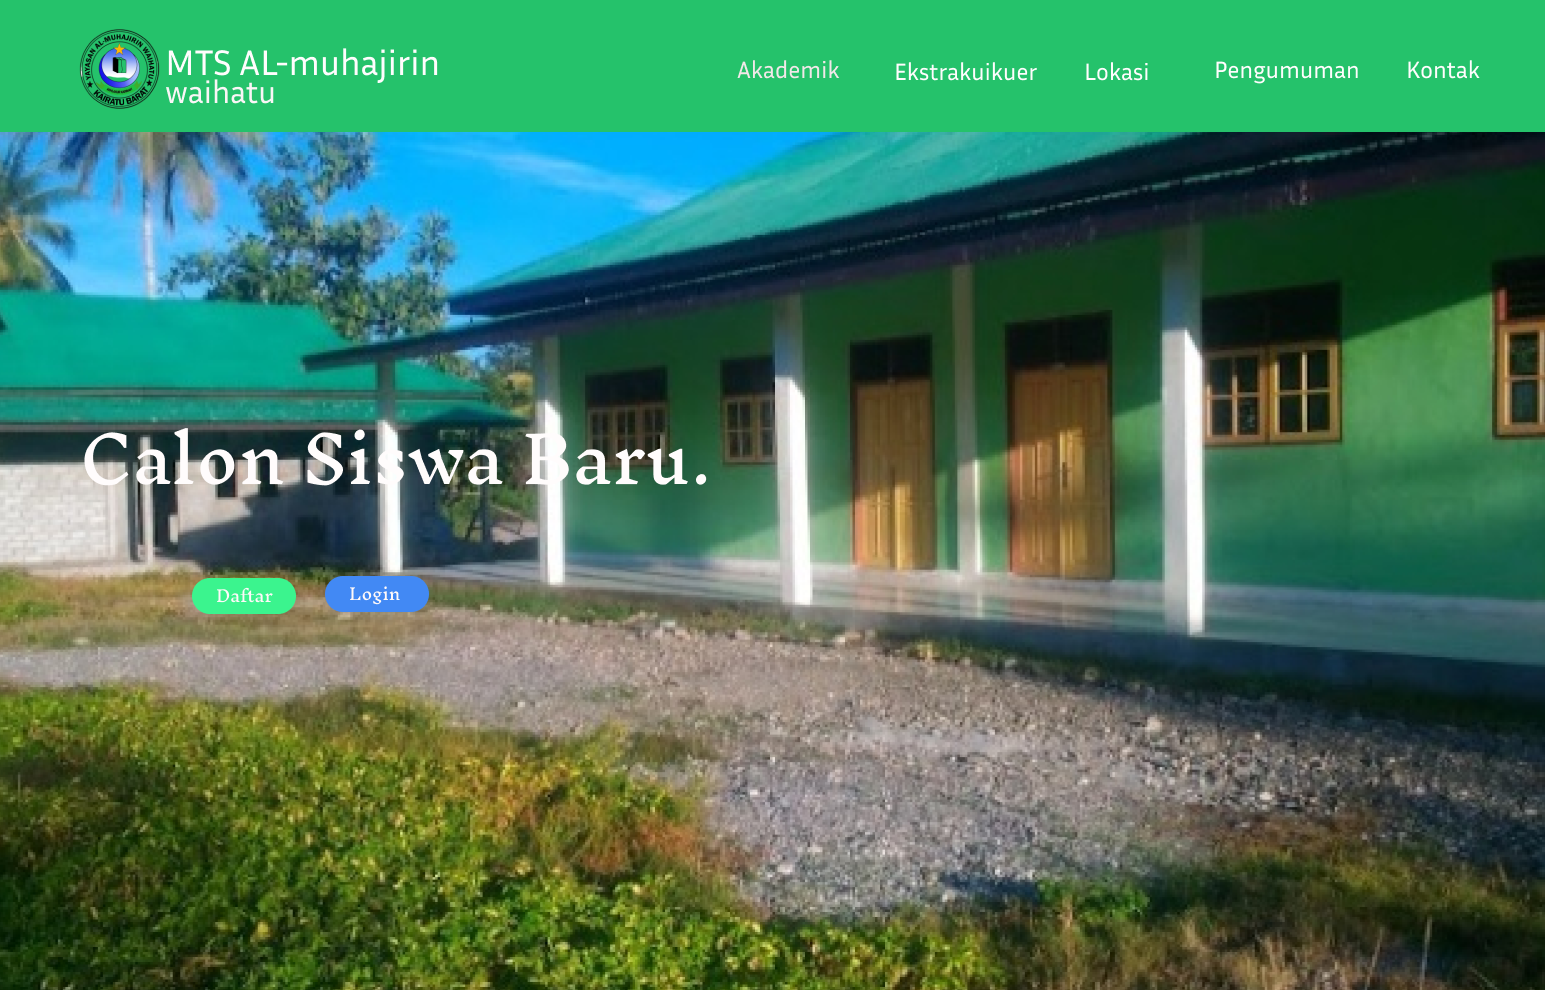 YAYASAN AL-MUHAJIRIN WAIHATU
KAIRATU BARAT
MTS AL-muhajirin
waihatu
Akademik
Ekstrakuikuer
Lokasi
Pengumuman
Kontak
Calon Siswa Baru.
Daftar
Login